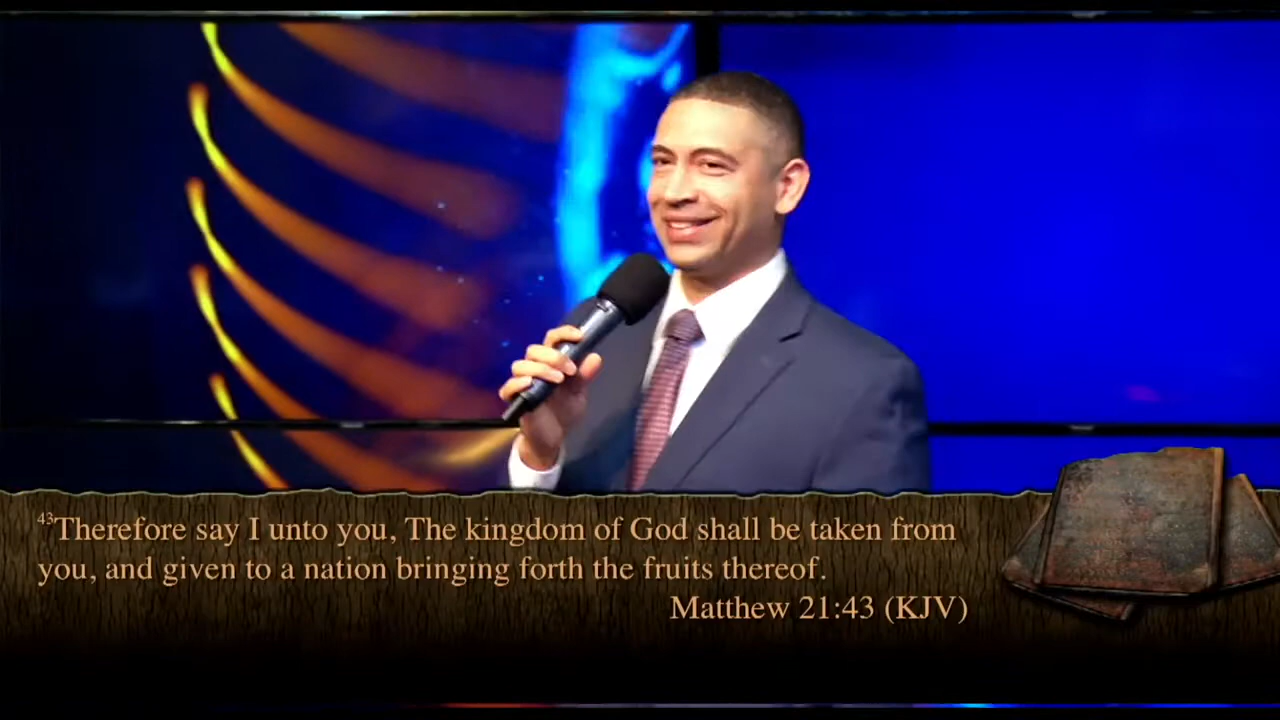 43Therefore say I unto you, The kingdom of God shall be taken from
you, and given to a nation bringing forth the fruits thereof.
Matthew 21:43 (KJV)